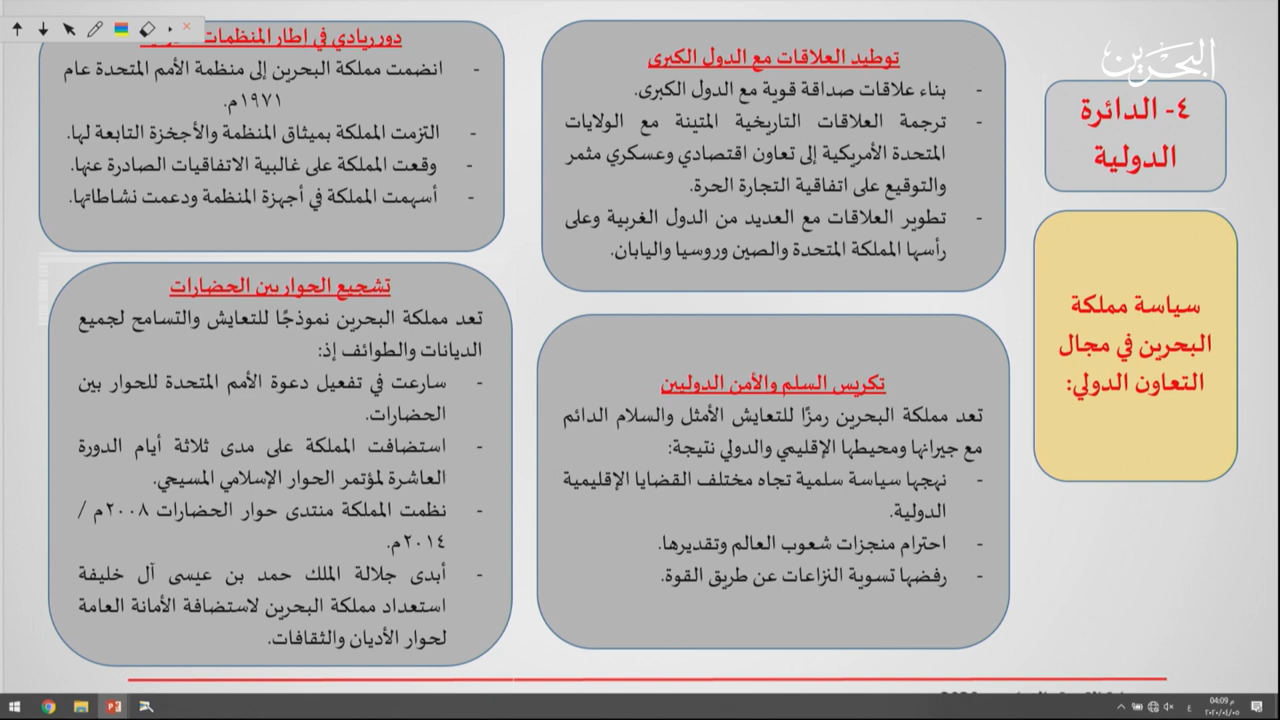 البحرين
٤- الدائرة
الدولية
سياسة مملكة
البحرين في مجال
التعاون الدولي:
توطيد العلاقات مع الدول الكبرى
- بناء علاقات صداقة قوية مع الدول الكبرى.
- ترجمة العلاقات التاريخية المتينة مع الولايات
المتحدة الأمريكية إلى تعاون اقتصادي وعسكري مثمر
والتوقيع على اتفاقية التجارة الحرة.
- تطوير العلاقات مع العديد من الدول الغربية وعلى
رأسها المملكة المتحدة والصين وروسيا واليابان.
دور ريادي في إطار المنظمات
- انضمت مملكة البحرين إلى منظمة الأمم المتحدة عام
١٩٧١م.
- التزمت المملكة بميثاق المنظمة والأجخزة التابعة لها.
- وقعت المملكة على غالبية الاتفاقيات الصادرة عنها.
- أسهمت المملكة في أجهزة المنظمة ودعمت نشاطاتها.
تكريس السلم والأمن الدوليين
تعد مملكة البحرين رمزًا للتعايش الأمثل والسلام الدائم
مع جيرانها ومحيطها الإقليمي والدولي نتيجة:
- نهجها سياسة سلمية تجاه مختلف القضايا الإقليمية
الدولية.
- احترام منجزات شعوب العالم وتقديرها.
- رفضها تسوية النزاعات عن طريق القوة.
تشجيع الحوار بين الحضارات
تعد مملكة البحرين نموذجًا للتعايش والتسامح لجميع
الديانات والطوائف إذ:
- سارعت في تفعيل دعوة الأمم المتحدة للحوار بين
الحضارات.
- استضافت المملكة على مدى ثلاثة أيام الدورة
العاشرة لمؤتمر الحوار الإسلامي المسيحي.
- نظمت المملكة منتدى حوار الحضارات ٢٠٠٨م /
٢٠١٤م.
- أبدى جلالة الملك حمد بن عيسى آل خليفة
استعداد مملكة البحرين لاستضافة الأمانة العامة
لحوار الأديان والثقافات.
04:09 م
٢٠٢٠/٠٤/٠٥
ع